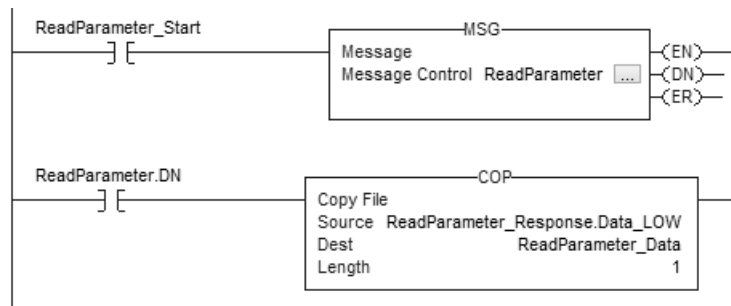 ReadParameter_Start
MSG
Message
Message Control ReadParameter ...
EN
DN
ER
ReadParameter.DN
COP
Copy File
Source ReadParameter_Response.Data_LOW
Dest ReadParameter_Data
Length 1